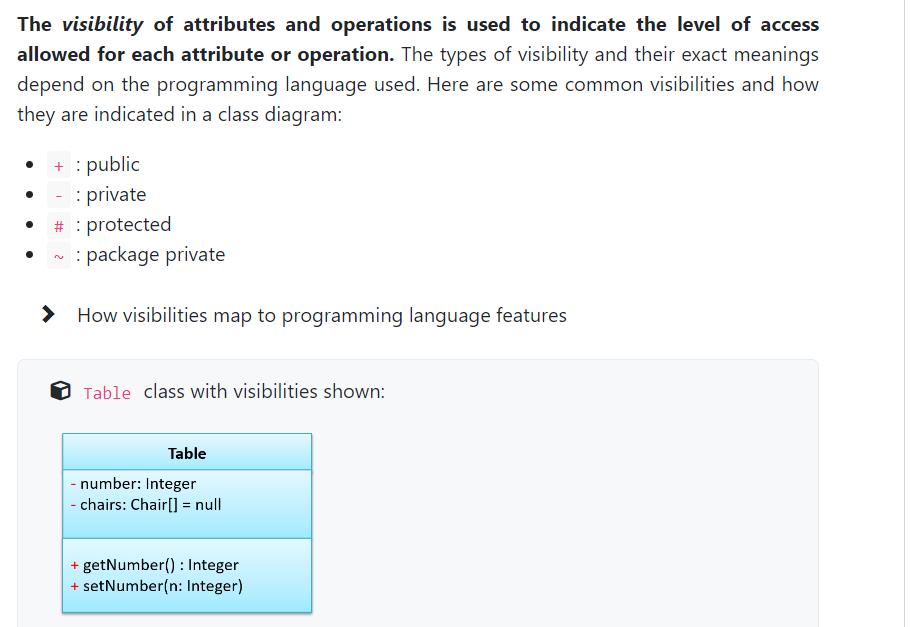 The visibility of attributes and operations is used to indicate the level of access
allowed for each attribute or operation. The types of visibility and their exact meanings
depend on the programming language used. Here are some common visibilities and how
they are indicated in a class diagram:
+ : public
- : private
# : protected
~ : package private
How visibilities map to programming language features
Table class with visibilities shown:
Table
- number: Integer
- chairs: Chair[] = null
+ getNumber() : Integer
+ setNumber(n: Integer)